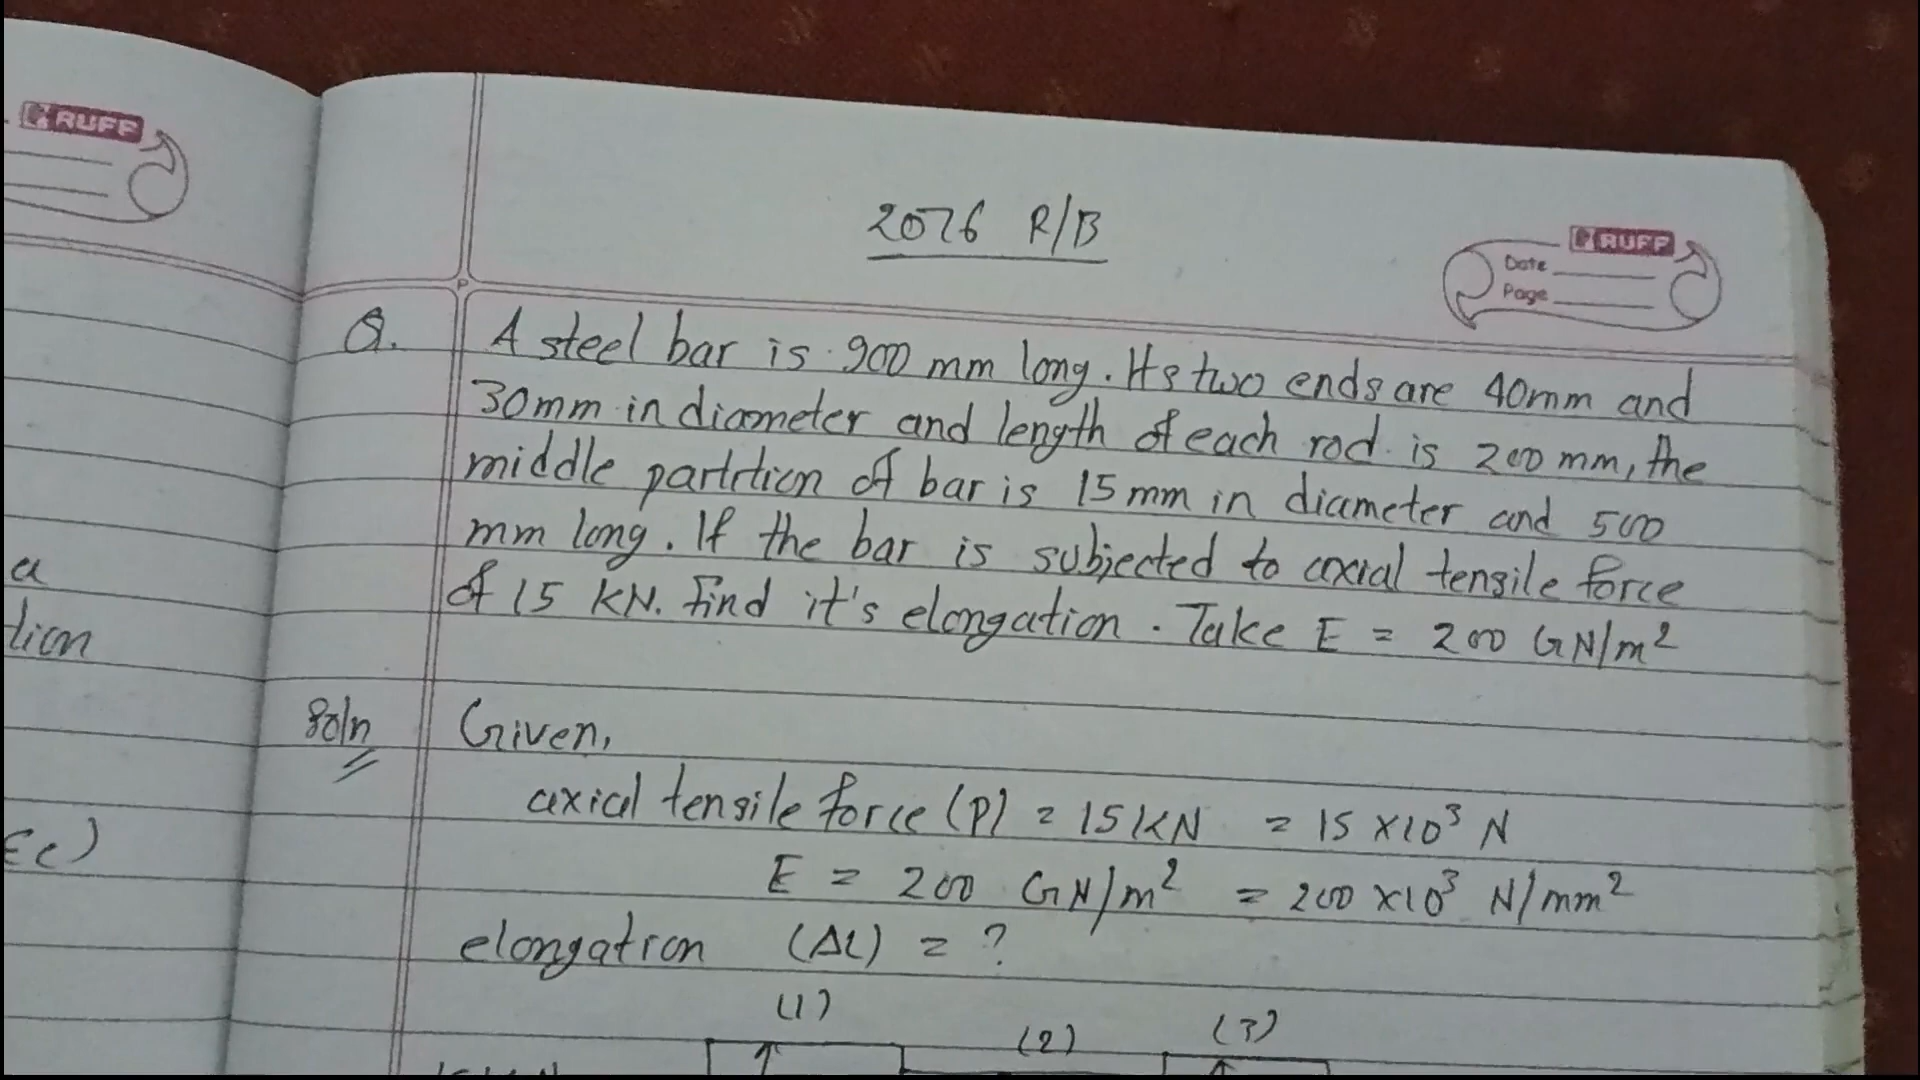 RUFF
a
tion
Ec)
2076 R/B
RUFF
Date
Page
Q. A steel bar is 900 mm long. Its two ends are 40mm and
30mm in diameter and length of each rod is 200 mm, the
middle partition of bar is 15 mm in diameter and 500
mm long. If the bar is subjected to axial tensile force
of 15 KN. Find it's elongation. Take E = 200 GN/m²
Soln Given,
axial tensile force (P) = 15 KN = 15 x10³ N
E = 200 GN/m² = 200 x10³ N/mm²
elongation (ΔL) = ?
(1)
(2)
(3)